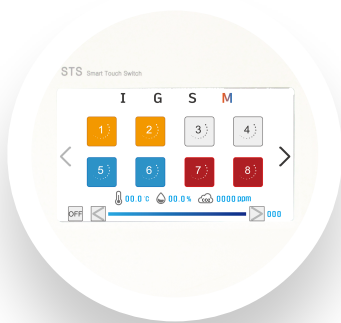 STS Smart Touch Switch
I G S M
1 2 3 4
5 6 7 8
00.0 °C 00.0 % CO2 0000 ppm
OFF 000